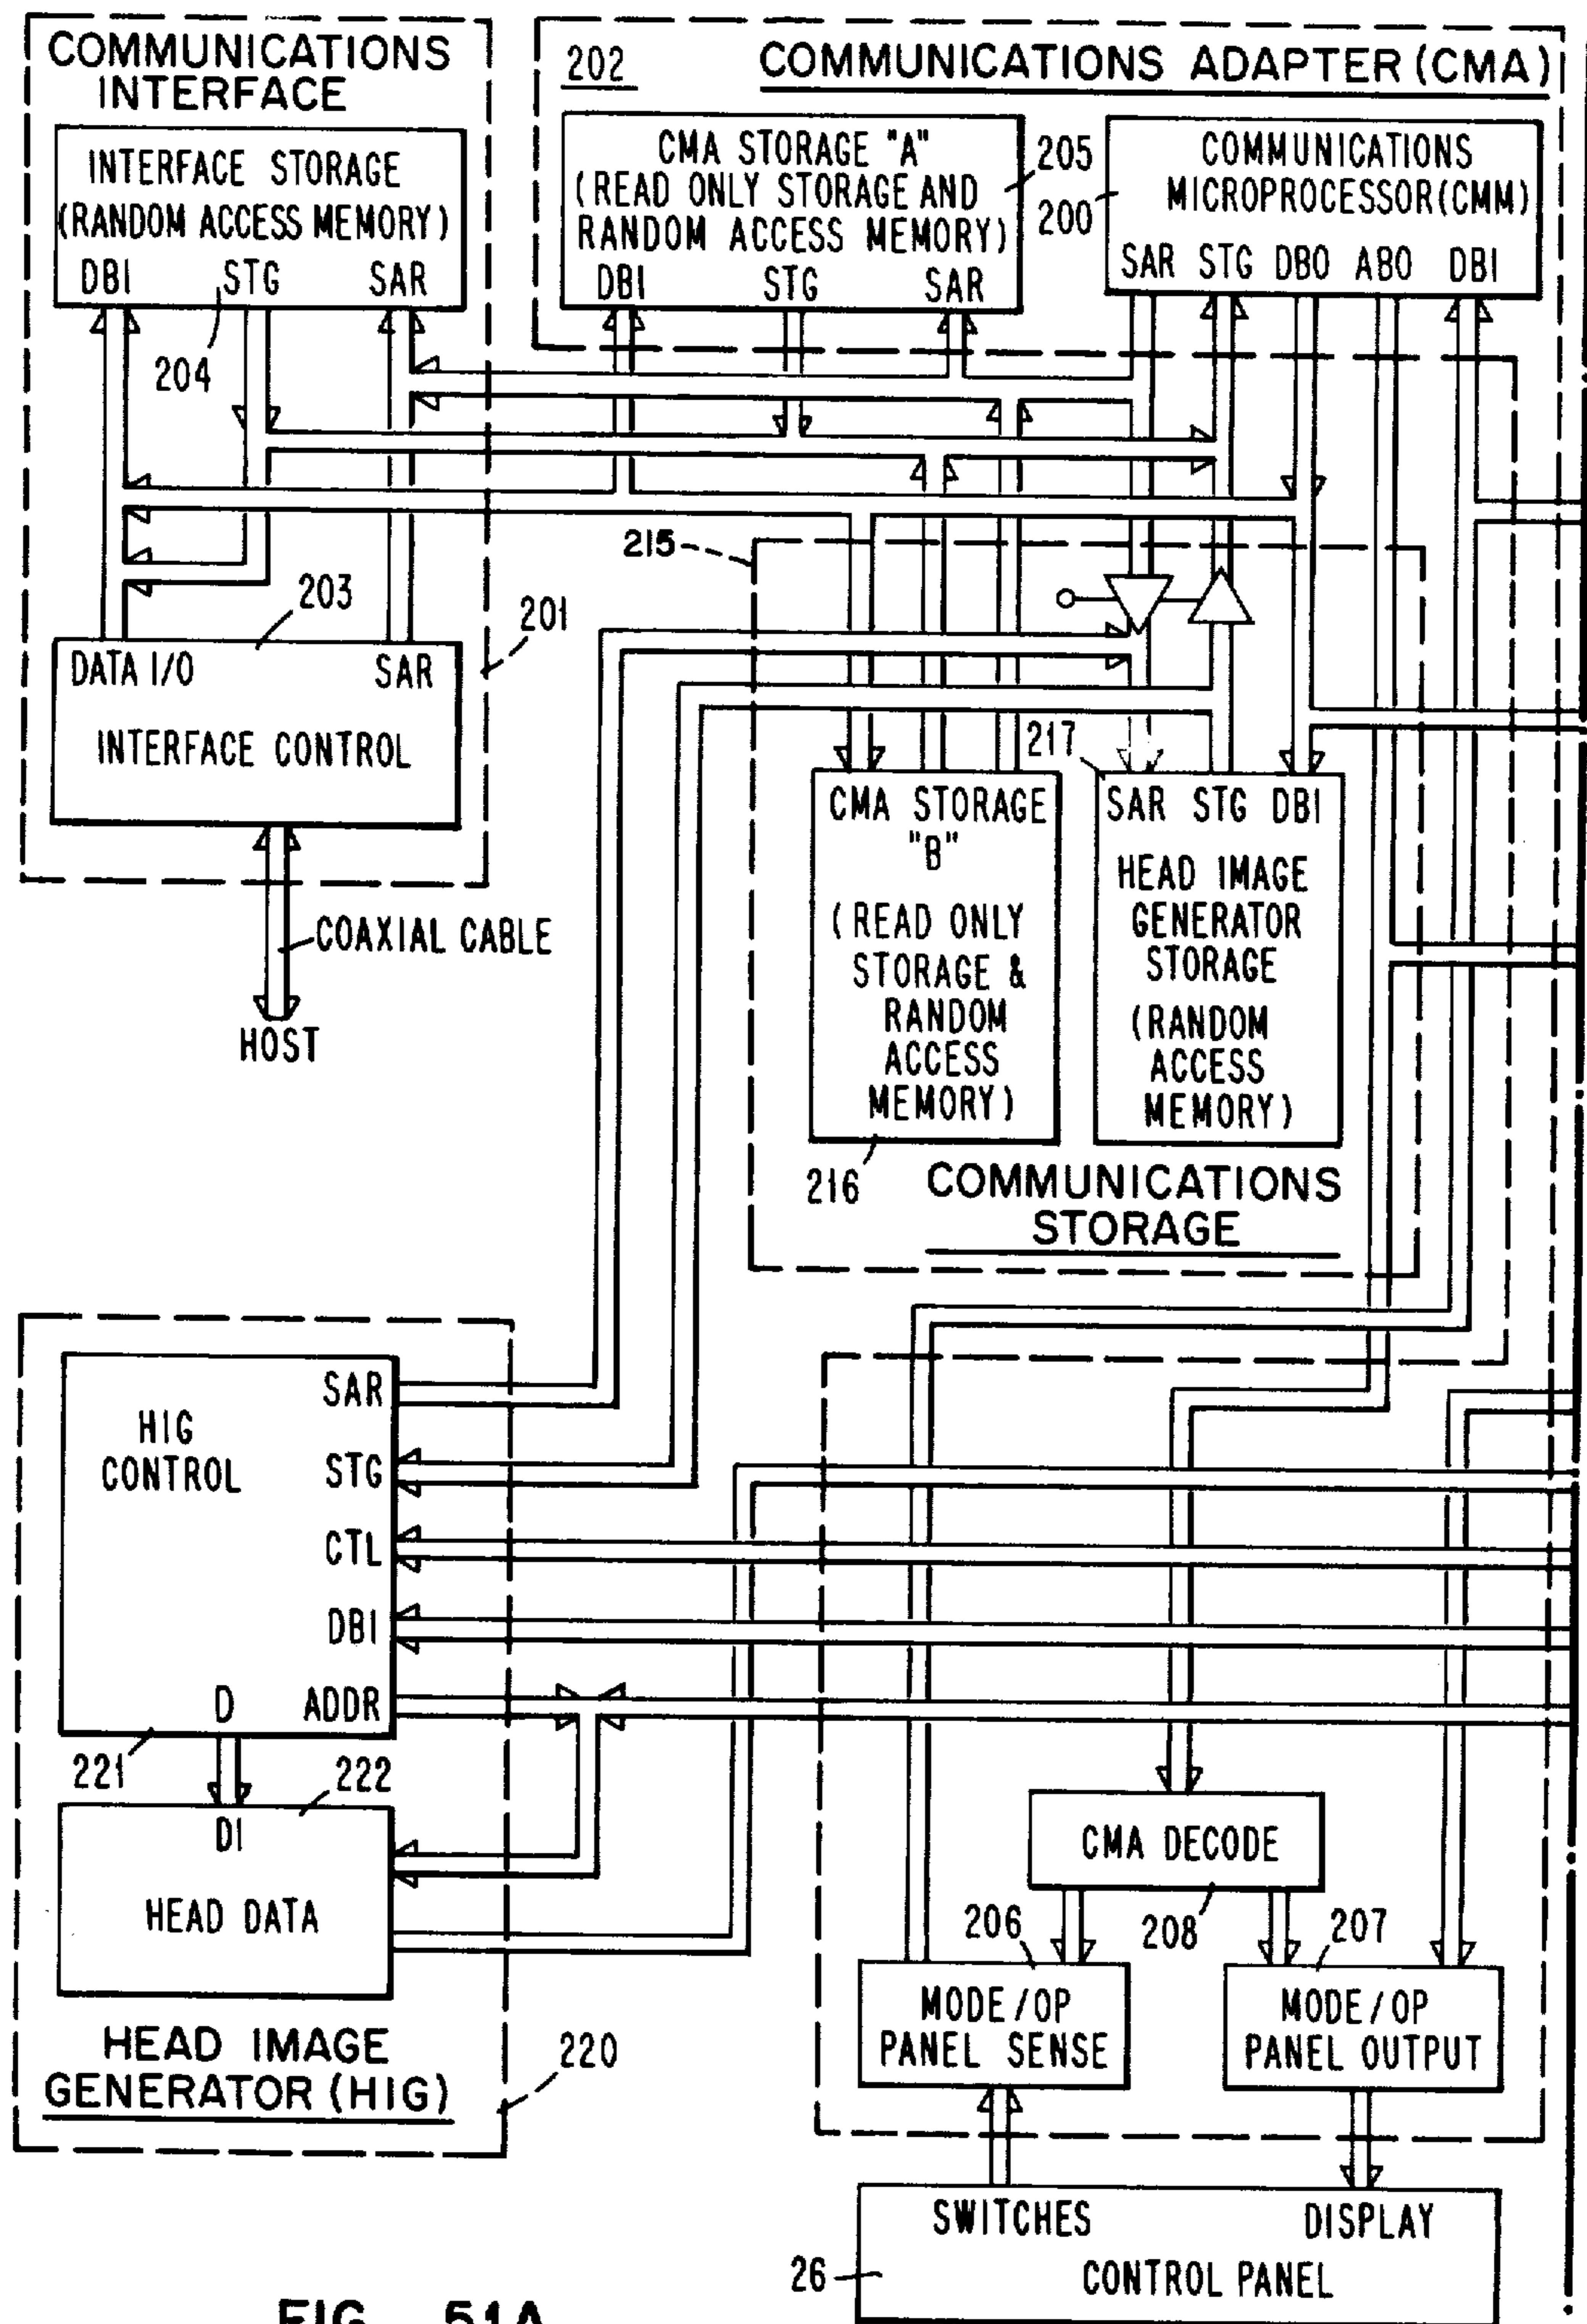 COMMUNICATIONS
INTERFACE
INTERFACE STORAGE
(RANDOM ACCESS MEMORY)
DBI STG SAR
204
203
201
DATA I/O SAR
INTERFACE CONTROL
COAXIAL CABLE
HOST
202
COMMUNICATIONS ADAPTER (CMA)
CMA STORAGE "A"
(READ ONLY STORAGE AND
RANDOM ACCESS MEMORY)
DBI STG SAR
205
200
COMMUNICATIONS
MICROPROCESSOR (CMM)
SAR STG DBO ABO DBI
215
217
CMA STORAGE
"B"
(READ ONLY
STORAGE &
RANDOM
ACCESS
MEMORY)
216
SAR STG DBI
HEAD IMAGE
GENERATOR
STORAGE
(RANDOM
ACCESS
MEMORY)
COMMUNICATIONS
STORAGE
HIG
CONTROL
SAR
STG
CTL
DBI
D ADDR
221
222
DI
HEAD DATA
HEAD IMAGE
GENERATOR (HIG)
220
CMA DECODE
206
208
207
MODE/OP
PANEL SENSE
MODE/OP
PANEL OUTPUT
SWITCHES DISPLAY
26
CONTROL PANEL
FIG. 51A